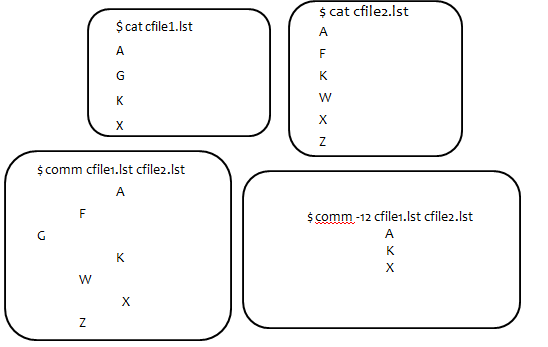 $ cat cfile1.lst
A
G
K
X
$ cat cfile2.lst
A
F
K
W
X
Z
$ comm cfile1.lst cfile2.lst
A
F
G
K
W
X
Z
$ comm -12 cfile1.lst cfile2.lst
A
K
X